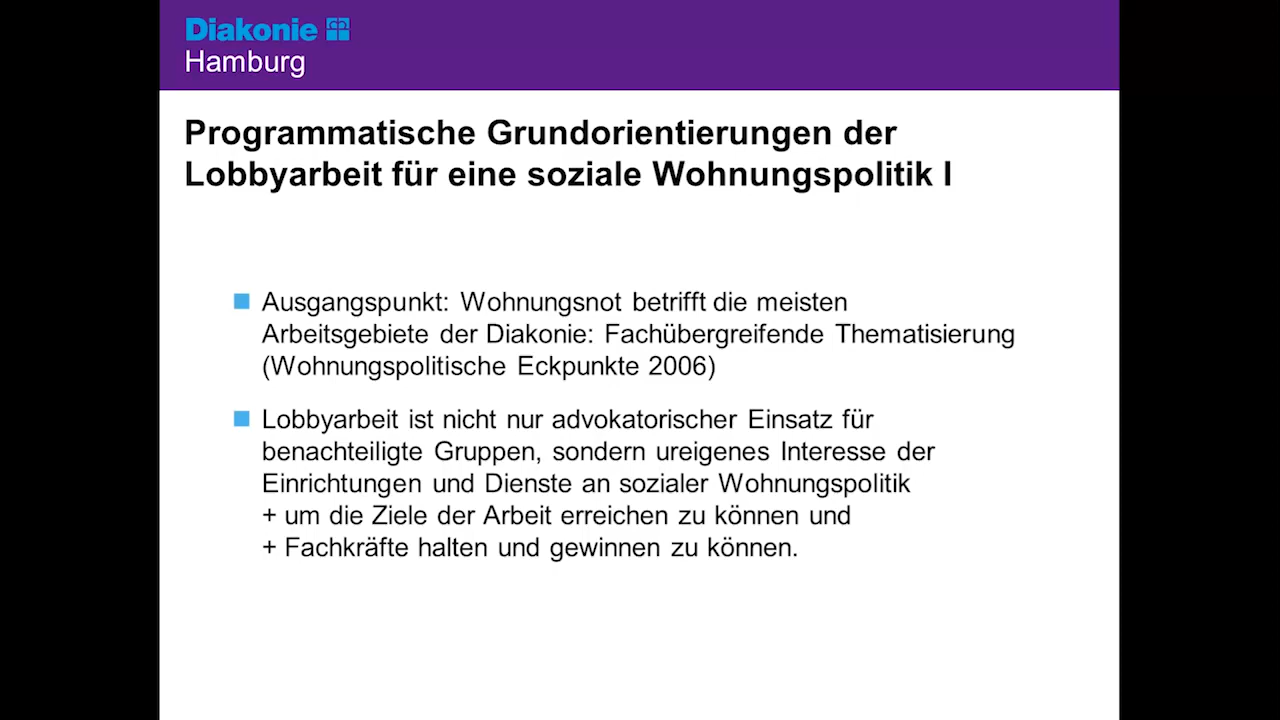 Diakonie
Hamburg
Programmatische Grundorientierungen der
Lobbyarbeit für eine soziale Wohnungspolitik I
Ausgangspunkt: Wohnungsnot betrifft die meisten
Arbeitsgebiete der Diakonie: Fachübergreifende Thematisierung
(Wohnungspolitische Eckpunkte 2006)
Lobbyarbeit ist nicht nur advokatorischer Einsatz für
benachteiligte Gruppen, sondern ureigenes Interesse der
Einrichtungen und Dienste an sozialer Wohnungspolitik
+ um die Ziele der Arbeit erreichen zu können und
+ Fachkräfte halten und gewinnen zu können.